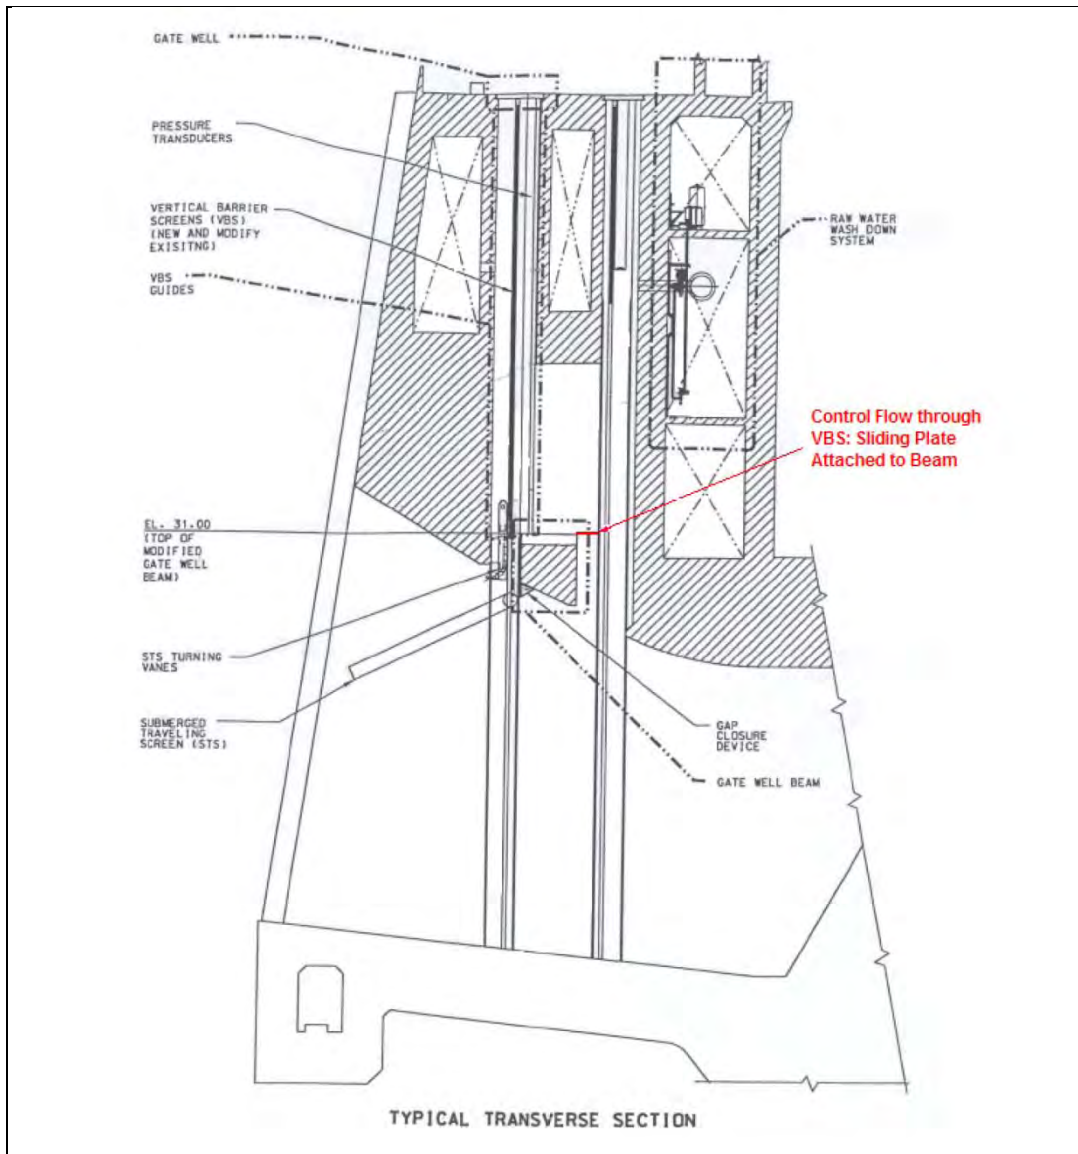 GATE WELL
PRESSURE
TRANSDUCERS
VERTICAL BARRIER
SCREENS (VBS)
(NEW AND MODIFY
EXISITNG)
VBS
GUIDES
RAW WATER
WASH DOWN
SYSTEM
Control Flow through
VBS: Sliding Plate
Attached to Beam
EL. 31.00
(TOP OF
MODIFIED
GATE WELL
BEAM)
STS TURNING
VANES
SUBMERGED
TRAVELING
SCREEN (STS)
GAP
CLOSURE
DEVICE
GATE WELL BEAM
TYPICAL TRANSVERSE SECTION